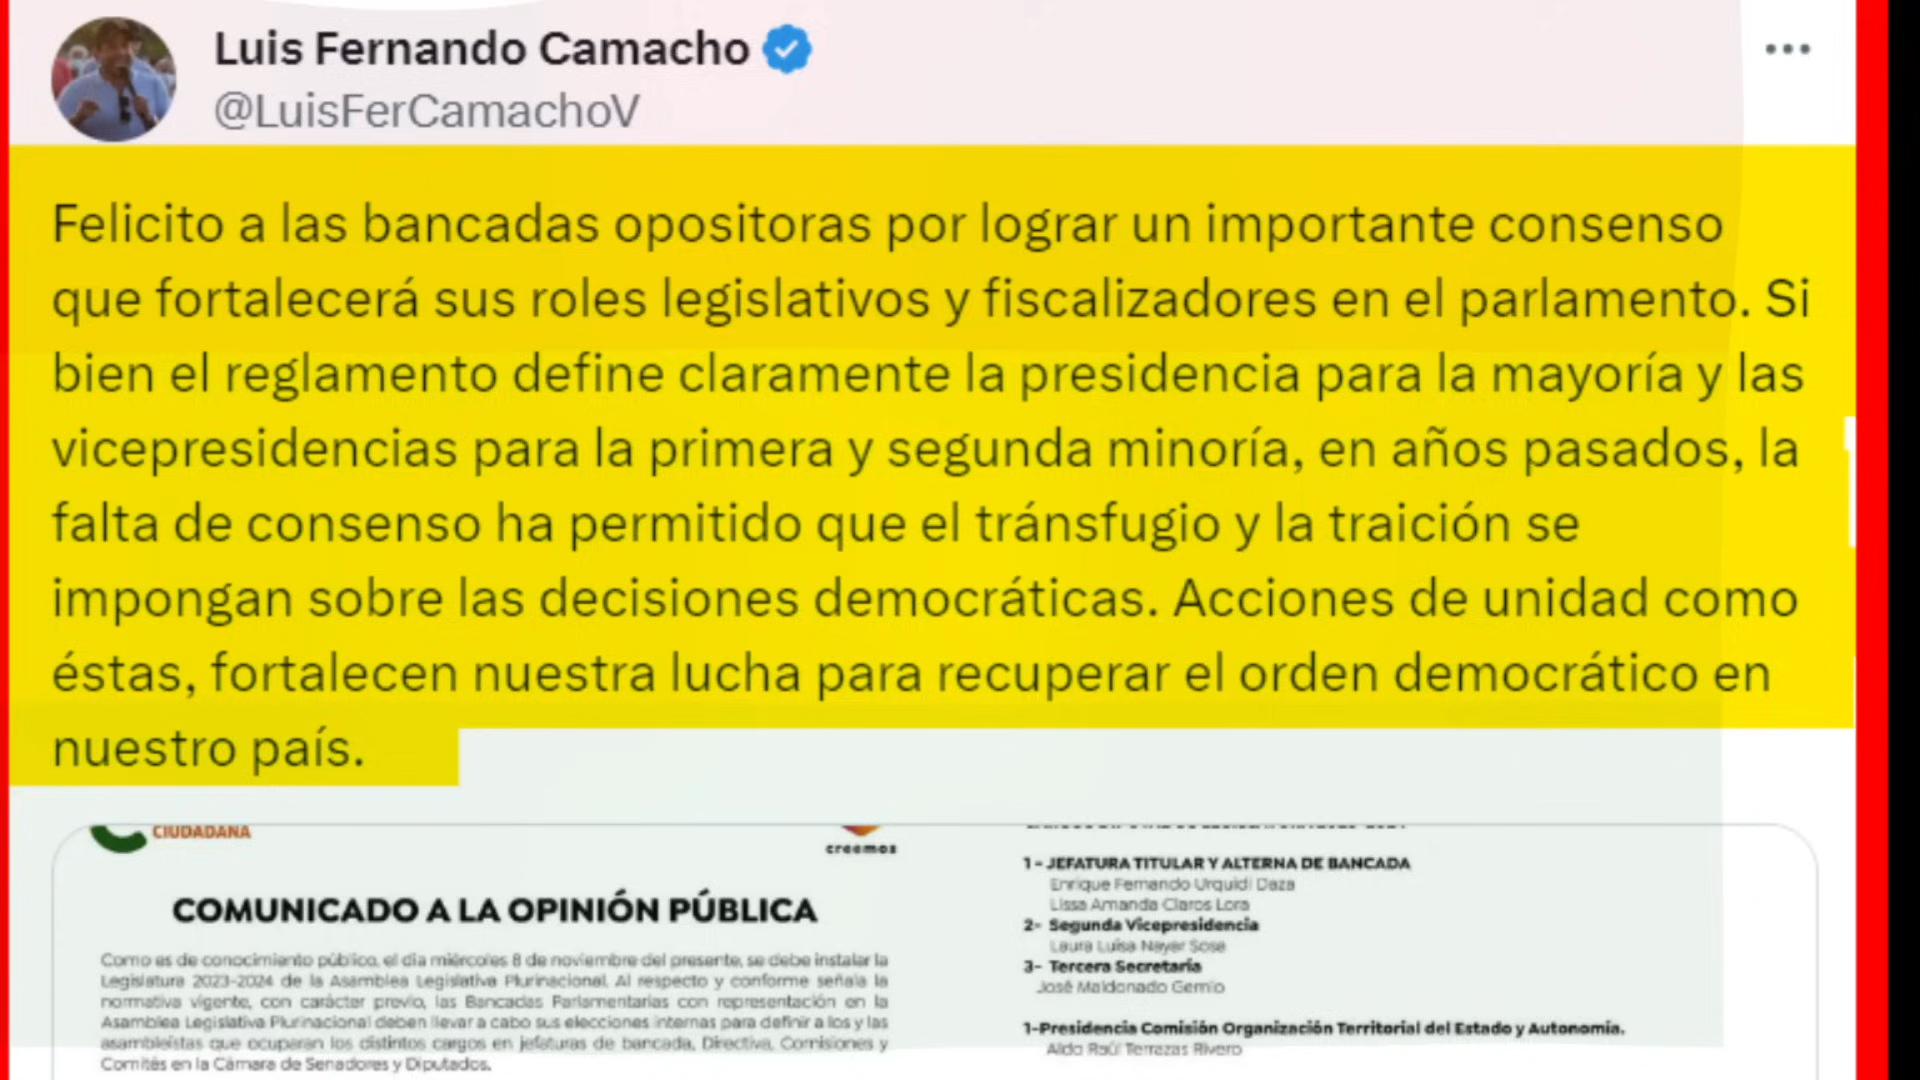 Luis Fernando Camacho
@LuisFerCamachoV
Felicito a las bancadas opositoras por lograr un importante consenso
que fortalecerá sus roles legislativos y fiscalizadores en el parlamento. Si
bien el reglamento define claramente la presidencia para la mayoría y las
vicepresidencias para la primera y segunda minoría, en años pasados, la
falta de consenso ha permitido que el tránsfugio y la traición se
impongan sobre las decisiones democráticas. Acciones de unidad como
éstas, fortalecen nuestra lucha para recuperar el orden democrático en
nuestro país.
CIUDADANA
creemos
COMUNICADO A LA OPINIÓN PÚBLICA
Como es de conocimiento público, el día miércoles 8 de noviembre del presente, se debe instalar la
Legislatura 2023-2024 de la Asamblea Legislativa Plurinacional. Al respecto y conforme señala la
normativa vigente, con carácter previo, las Bancadas Parlamentarias con representación en la
Asamblea Legislativa Plurinacional deben llevar a cabo sus elecciones internas para definir a los y las
asambleístas que ocuparan los distintos cargos en jefaturas de bancada, Directiva, Comisiones y
Comités en la Cámara de Senadores y Diputados.
1 - JEFATURA TITULAR Y ALTERNA DE BANCADA
Enrique Fernando Urquidi Daza
Lissa Amanda Claros Lora
2- Segunda Vicepresidencia
Laura Luisa Nayar Sosa
3- Tercera Secretaría
José Maldonado Gemio
1-Presidencia Comisión Organización Territorial del Estado y Autonomía.
Aldo Raúl Terrazas Rivero